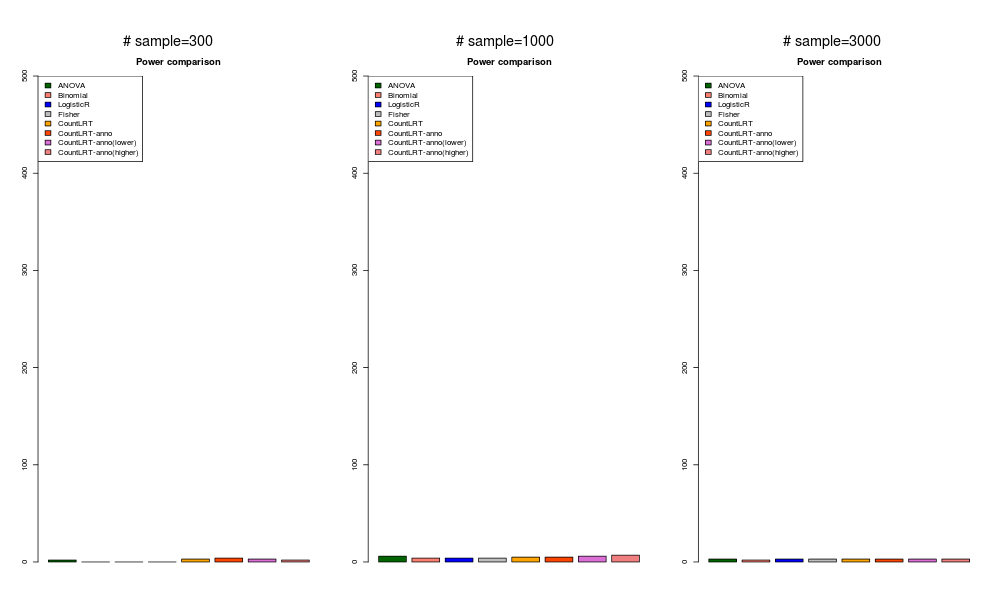 # sample=300
Power comparison
500
400
300
200
100
0
ANOVA
Binomial
LogisticR
Fisher
CountLRT
CountLRT-anno
CountLRT-anno(lower)
CountLRT-anno(higher)
# sample=1000
Power comparison
500
400
300
200
100
0
ANOVA
Binomial
LogisticR
Fisher
CountLRT
CountLRT-anno
CountLRT-anno(lower)
CountLRT-anno(higher)
# sample=3000
Power comparison
500
400
300
200
100
0
ANOVA
Binomial
LogisticR
Fisher
CountLRT
CountLRT-anno
CountLRT-anno(lower)
CountLRT-anno(higher)